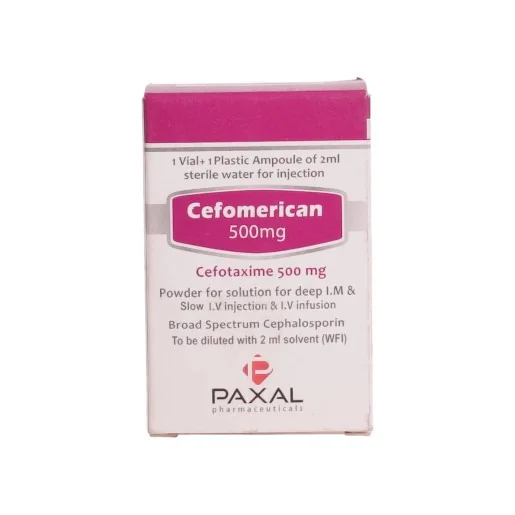 1 Vial+ 1 Plastic Ampoule of 2ml
sterile water for injection
Cefomerican
500mg
Cefotaxime 500 mg
Powder for solution for deep I.M &
Slow I.V injection & I.V infusion
Broad Spectrum Cephalosporin
To be diluted with 2 ml solvent (WFI)
PAXAL
pharmaceuticals